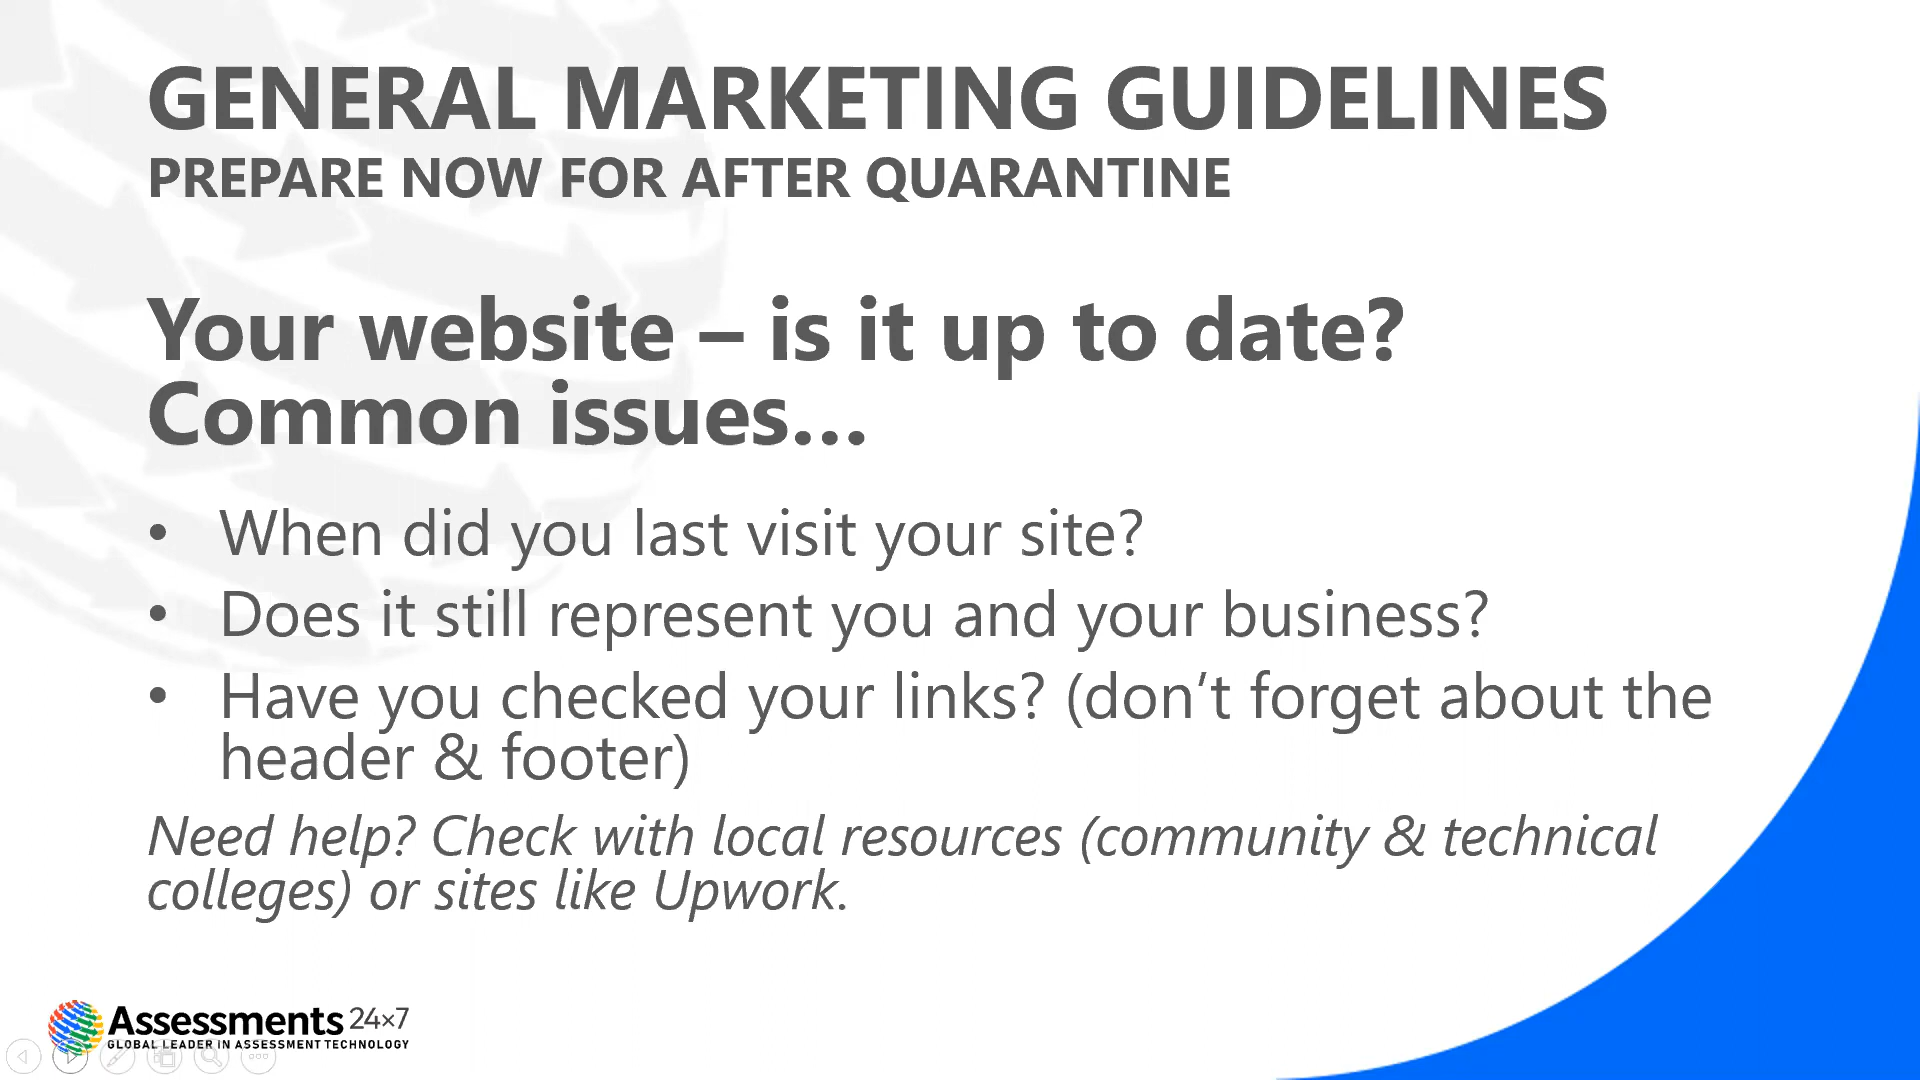 GENERAL MARKETING GUIDELINES
PREPARE NOW FOR AFTER QUARANTINE
Your website – is it up to date?
Common issues…
• When did you last visit your site?
• Does it still represent you and your business?
• Have you checked your links? (don’t forget about the
header & footer)
Need help? Check with local resources (community & technical
colleges) or sites like Upwork.
Assessments 24x7
GLOBAL LEADER IN ASSESSMENT TECHNOLOGY